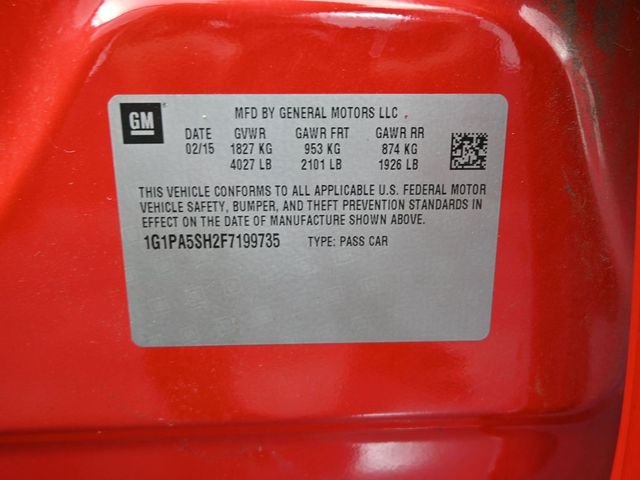 GM
MFD BY GENERAL MOTORS LLC
DATE GVWR GAWR FRT GAWR RR
02/15 1827 KG 953 KG 874 KG
4027 LB 2101 LB 1926 LB
THIS VEHICLE CONFORMS TO ALL APPLICABLE U.S. FEDERAL MOTOR
VEHICLE SAFETY, BUMPER, AND THEFT PREVENTION STANDARDS IN
EFFECT ON THE DATE OF MANUFACTURE SHOWN ABOVE.
1G1PA5SH2F7199735 TYPE: PASS CAR